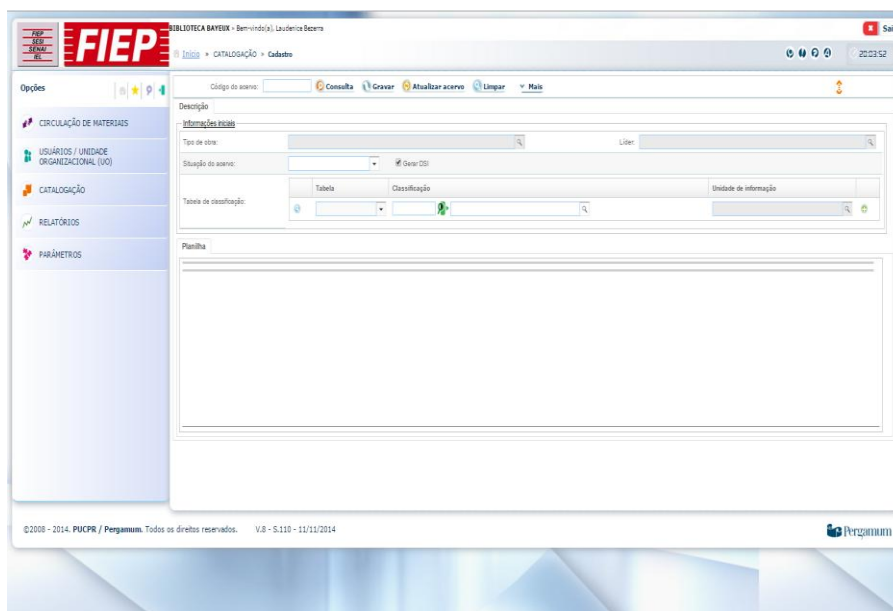 FIEP
SESI
SENAI
IEL
FIEP
BIBLIOTECA BAYEUX - Bem-vindo(a), Laudenice Bezerra
Sai
Início » CATALOGAÇÃO » Cadastro
20:03:52
Opções
Código do acervo:
Consulta Gravar Atualizar acervo Limpar Mais
Descrição
CIRCULAÇÃO DE MATERIAIS
USUÁRIOS / UNIDADE
ORGANIZACIONAL (UO)
CATALOGAÇÃO
RELATÓRIOS
PARÂMETROS
Informações iniciais
Tipo de obra: Líder:
Situação do acervo: Gerar DSI
Tabela Classificação Unidade de informação
Tabela de classificação:
Planilha
©2008 - 2014. PUCPR / Pergamum. Todos os direitos reservados. V.8 - S.110 - 11/11/2014
Pergamum